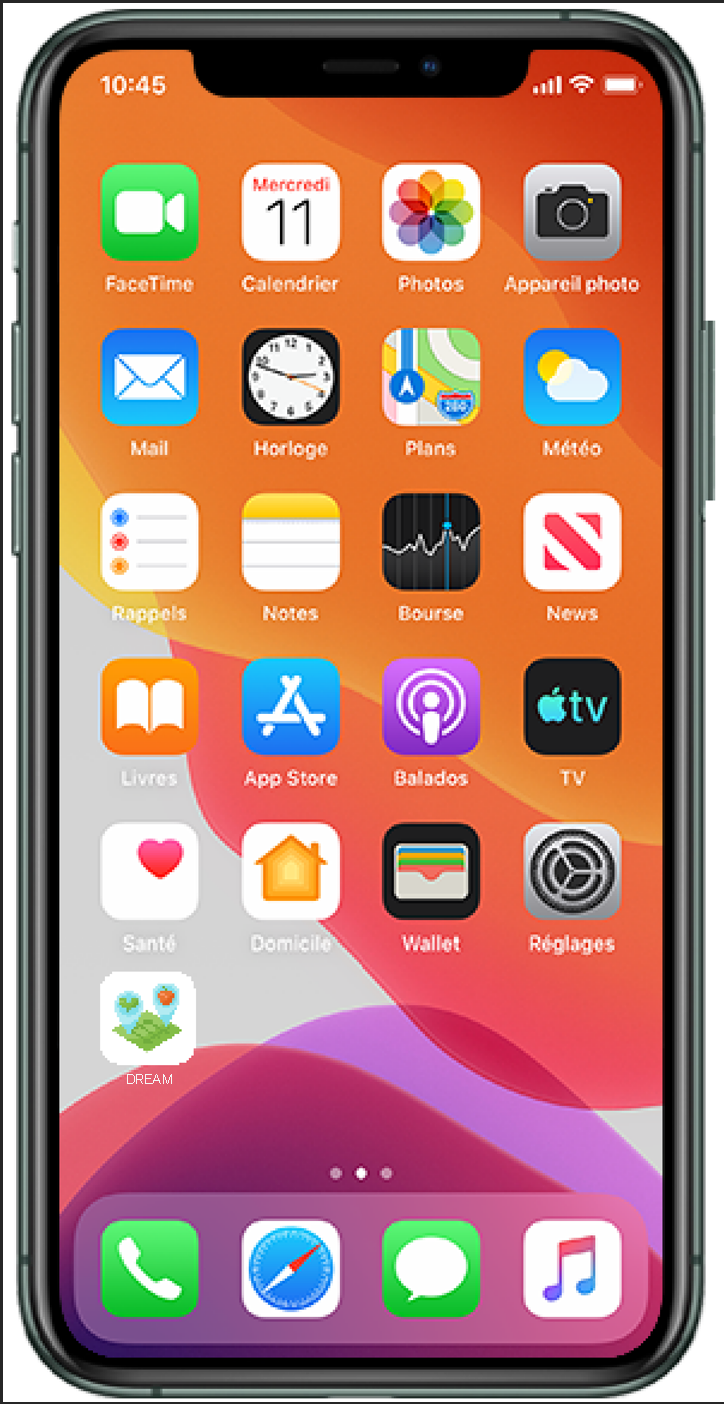 10:45
Mercredi
11
FaceTime
Calendrier
Photos
Appareil photo
Mail
Horloge
280
Plans
Météo
Rappels
Notes
Bourse
News
tv
Livres
App Store
Balados
TV
Santé
Domicile
Wallet
Réglages
DREAM